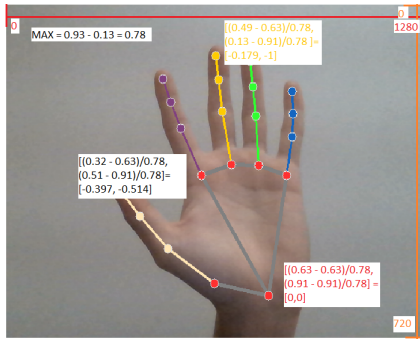 0
0
1280
MAX = 0.93 - 0.13 = 0.78
[(0.49 - 0.63)/0.78,
(0.13 - 0.91)/0.78 ]=
[-0.179, -1]
[(0.32 - 0.63)/0.78,
(0.51 - 0.91)/0.78]=
[-0.397, -0.514]
[(0.63 - 0.63)/0.78,
(0.91 - 0.91)/0.78] =
[0,0]
720